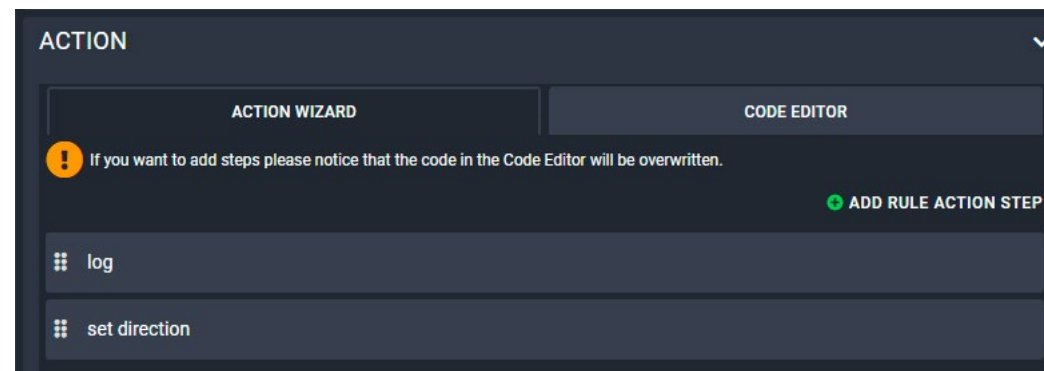 ACTION
ACTION WIZARD
CODE EDITOR
If you want to add steps please notice that the code in the Code Editor will be overwritten.
ADD RULE ACTION STEP
log
set direction